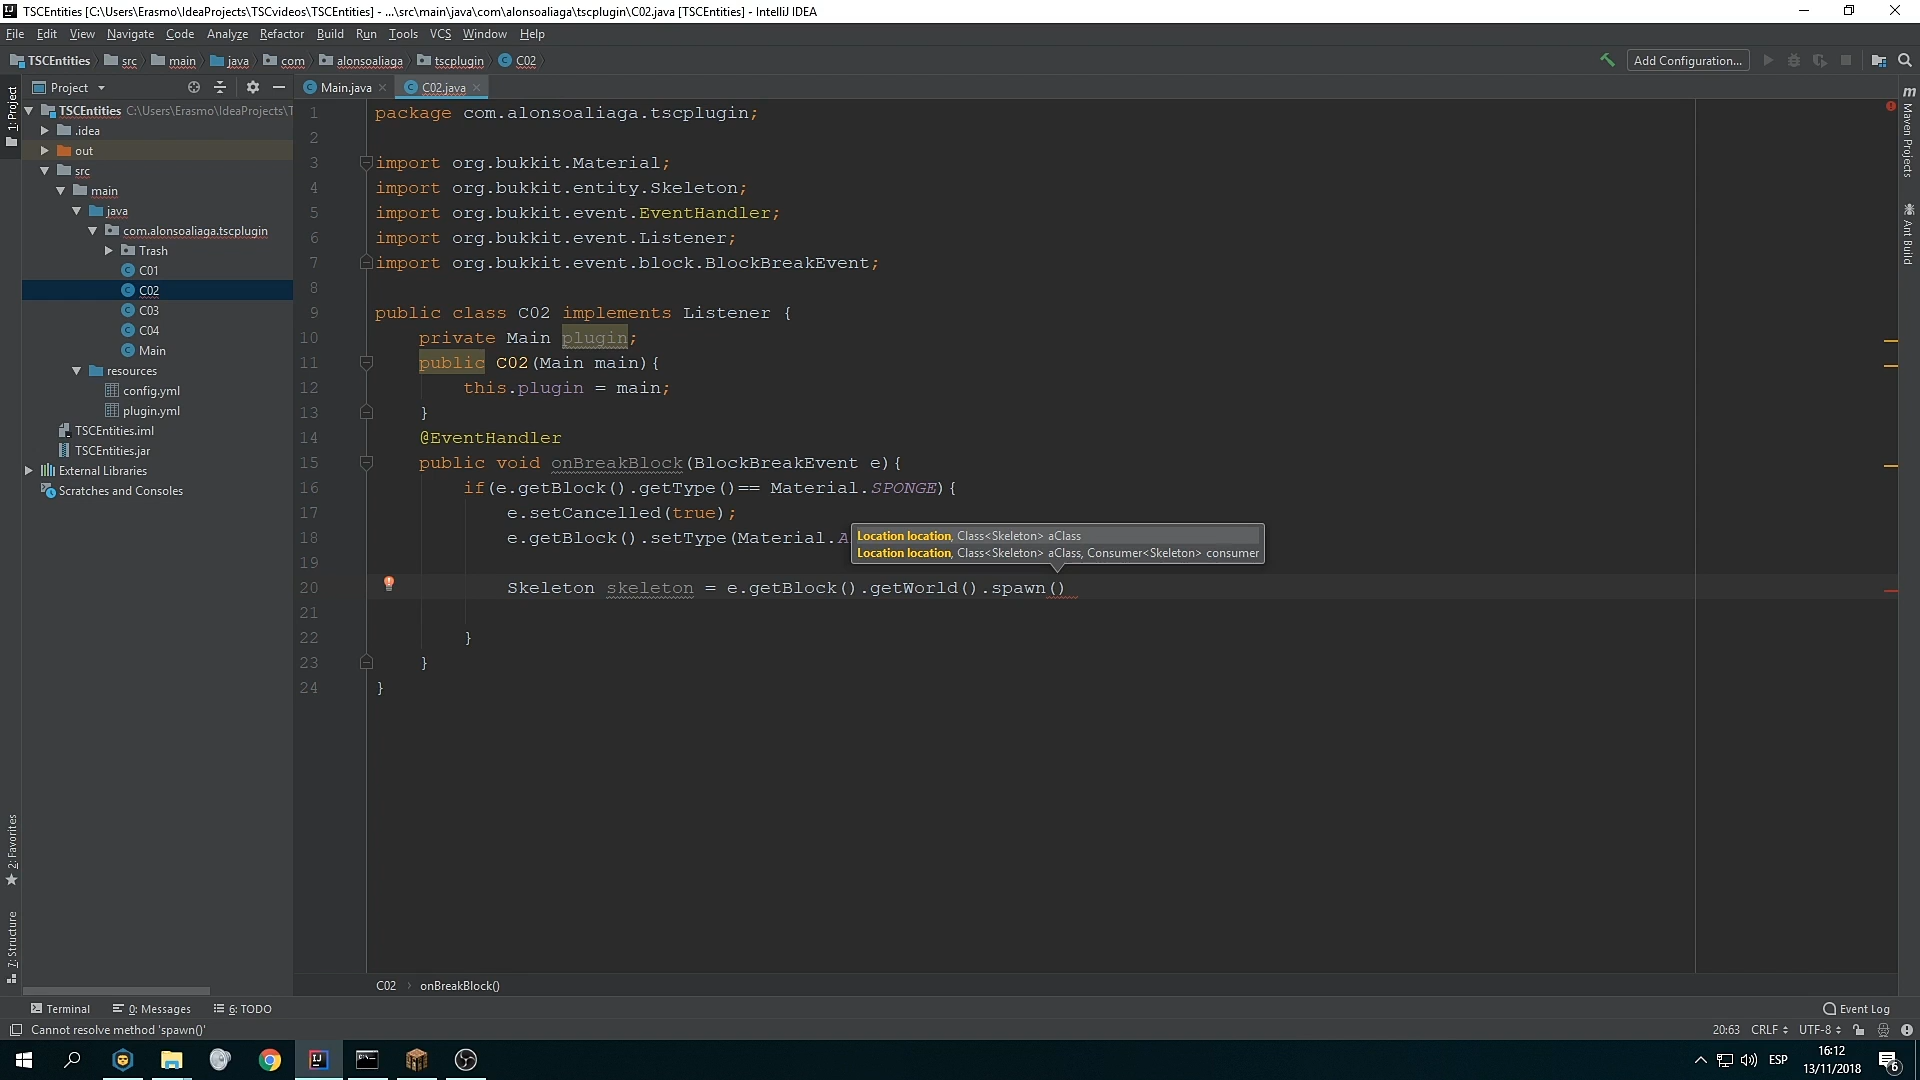 TSCEntities [C:\Users\Erasmo\IdeaProjects\TSCvideos\TSCEntities] - ...\src\main\java\com\alonsoaliaga\tscplugin\C02.java [TSCEntities] - IntelliJ IDEA
File Edit View Navigate Code Analyze Refactor Build Run Tools VCS Window Help
TSCEntities src main java com alonsoaliaga tscplugin C02
Add Configuration...
1: Project
2: Favorites
7: Structure
Project
TSCEntities C:\Users\Erasmo\IdeaProjects\T
.idea
out
src
main
java
com.alonsoaliaga.tscplugin
Trash
C01
C02
C03
C04
Main
resources
config.yml
plugin.yml
TSCEntities.iml
TSCEntities.jar
External Libraries
Scratches and Consoles
Main.java C02.java
1 package com.alonsoaliaga.tscplugin;
2
3 import org.bukkit.Material;
4 import org.bukkit.entity.Skeleton;
5 import org.bukkit.event.EventHandler;
6 import org.bukkit.event.Listener;
7 import org.bukkit.event.block.BlockBreakEvent;
8
9 public class C02 implements Listener {
10 private Main plugin;
11 public C02(Main main){
12 this.plugin = main;
13 }
14 @EventHandler
15 public void onBreakBlock(BlockBreakEvent e){
16 if(e.getBlock().getType()== Material.SPONGE){
17 e.setCancelled(true);
18 e.getBlock().setType(Material.A
Location location, Class<Skeleton> aClass
Location location, Class<Skeleton> aClass, Consumer<Skeleton> consumer
19
20 Skeleton skeleton = e.getBlock().getWorld().spawn()
21
22 }
23 }
24 }
m Maven Projects
Ant Build
C02 onBreakBlock()
Terminal 0: Messages 6: TODO
Event Log
Cannot resolve method 'spawn()'
20:63 CRLF UTF-8
ESP
16:12
13/11/2018
6